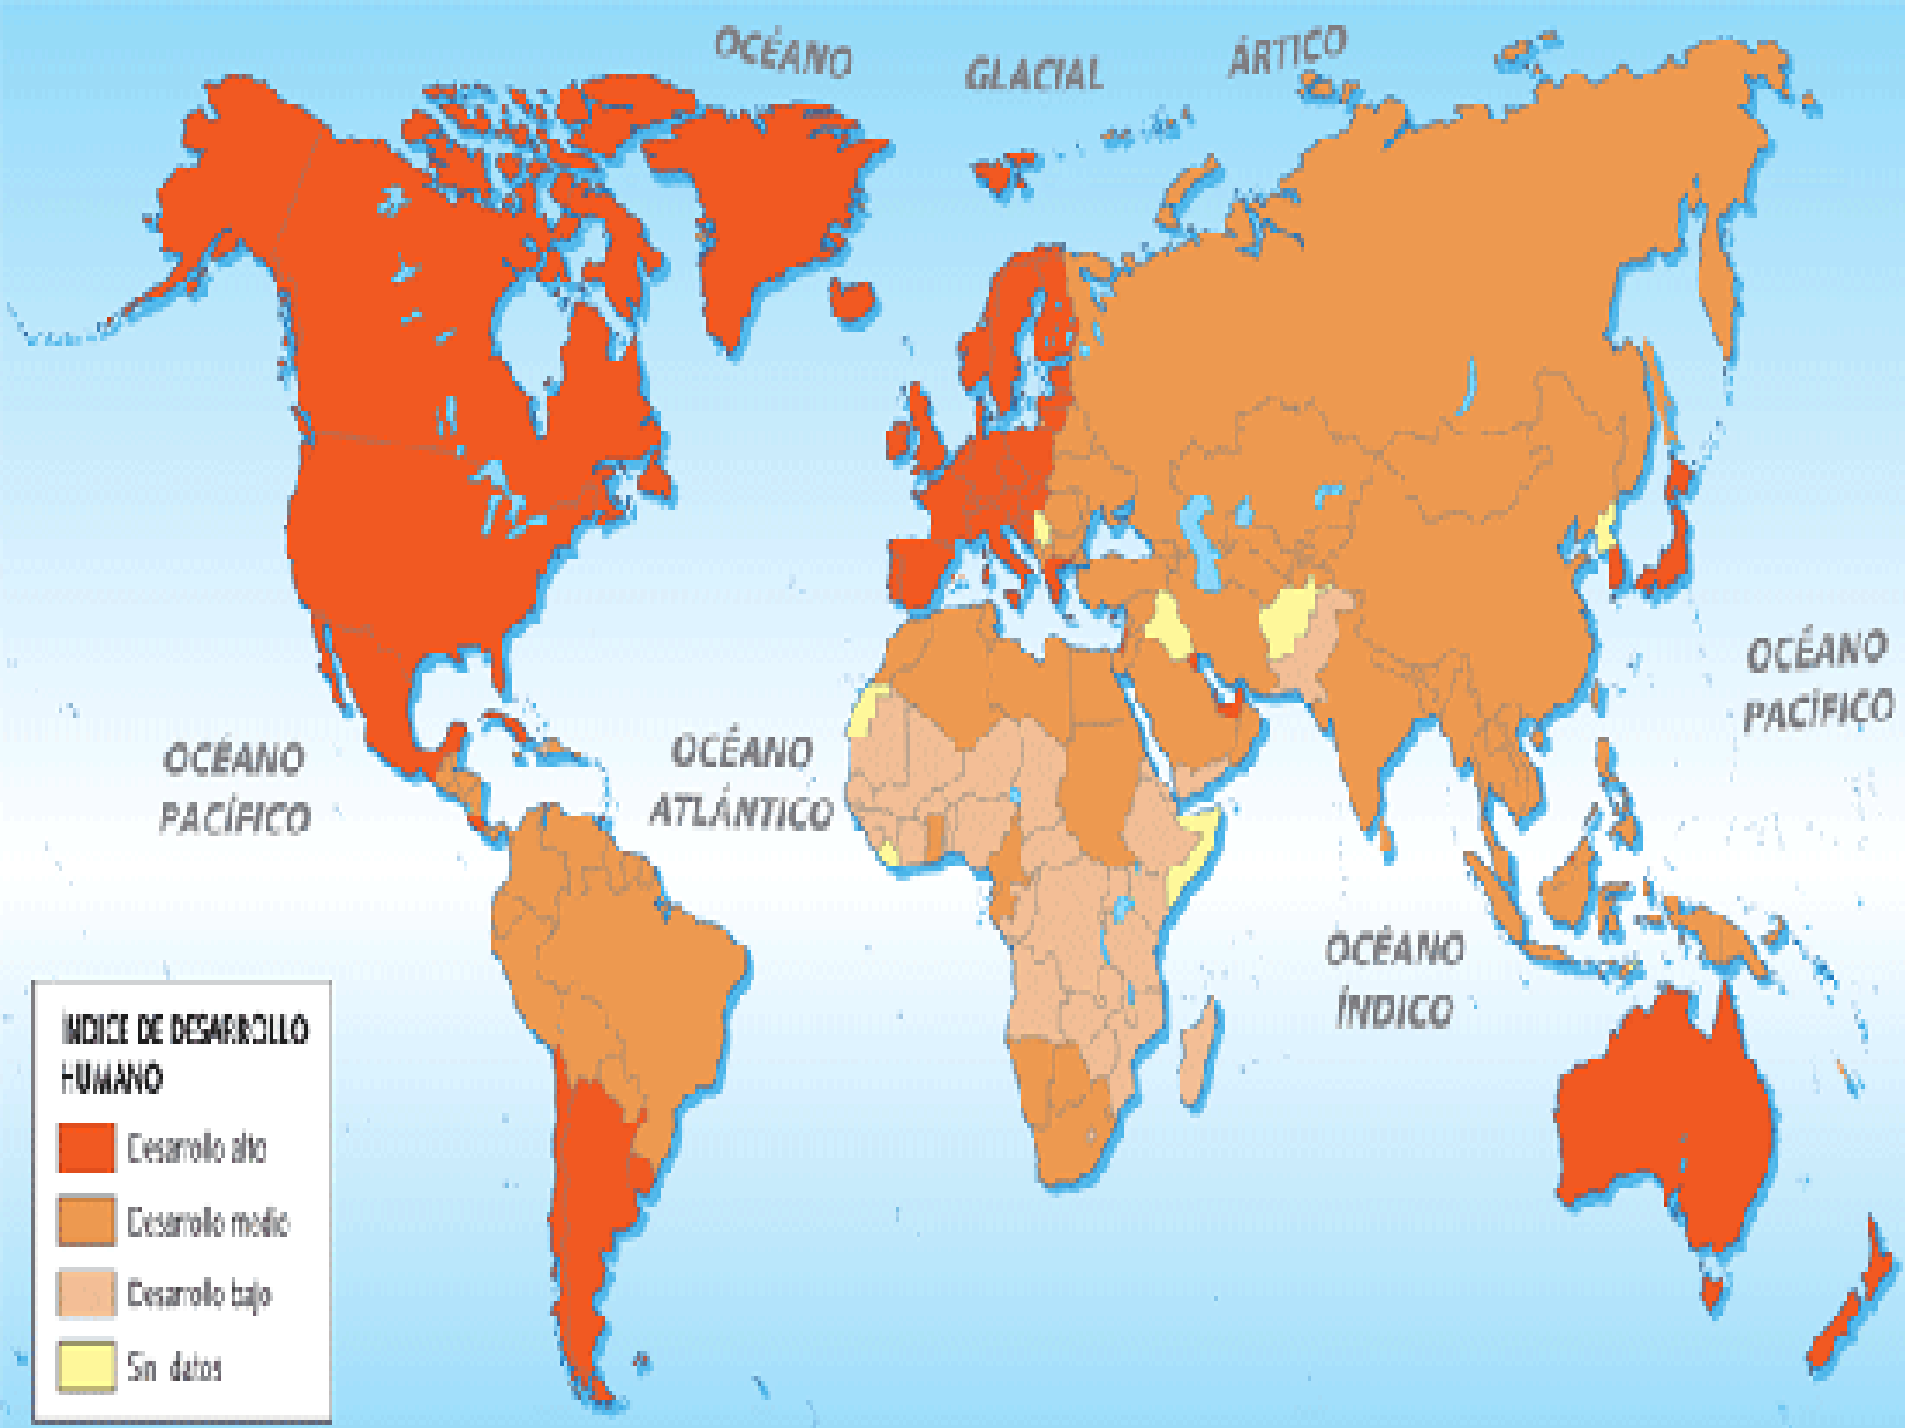 OCÉANO GLACIAL ÁRTICO
OCÉANO
PACÍFICO
OCÉANO
ATLÁNTICO
OCÉANO
PACÍFICO
OCÉANO
ÍNDICO
ÍNDICE DE DESARROLLO
HUMANO
Desarrollo alto
Desarrollo medio
Desarrollo bajo
Sin datos